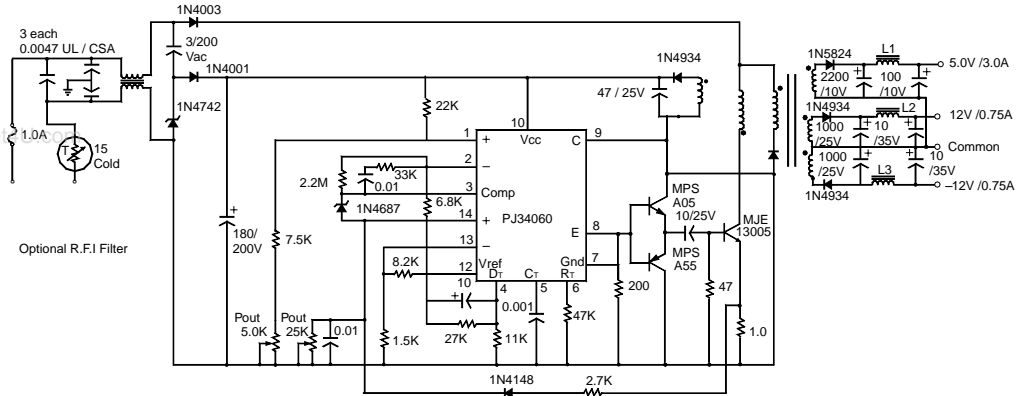 1N4003
3 each
0.0047 UL / CSA
3/200
Vac
1N4001
1N4742
1.0A
T
15
Cold
Optional R.F.I Filter
180/
200V
22K
2.2M
33K
0.01
1N4687
6.8K
7.5K
8.2K
10
0.001
27K
1.5K
11K
47K
Pout
5.0K
Pout
25K
0.01
1
2
3
14
13
12
10
9
8
7
4
5
6
+
−
Comp
+
−
Vref
DT
CT
RT
Vcc
C
PJ34060
E
Gnd
47 / 25V
1N4934
MPS
A05
10/25V
MPS
A55
MJE
13005
200
47
1.0
1N4148
2.7K
1N5824
L1
2200
/10V
100
/10V
5.0V /3.0A
1N4934
L2
1000
/25V
10
/35V
12V /0.75A
Common
1000
/25V
10
/35V
L3
1N4934
–12V /0.75A